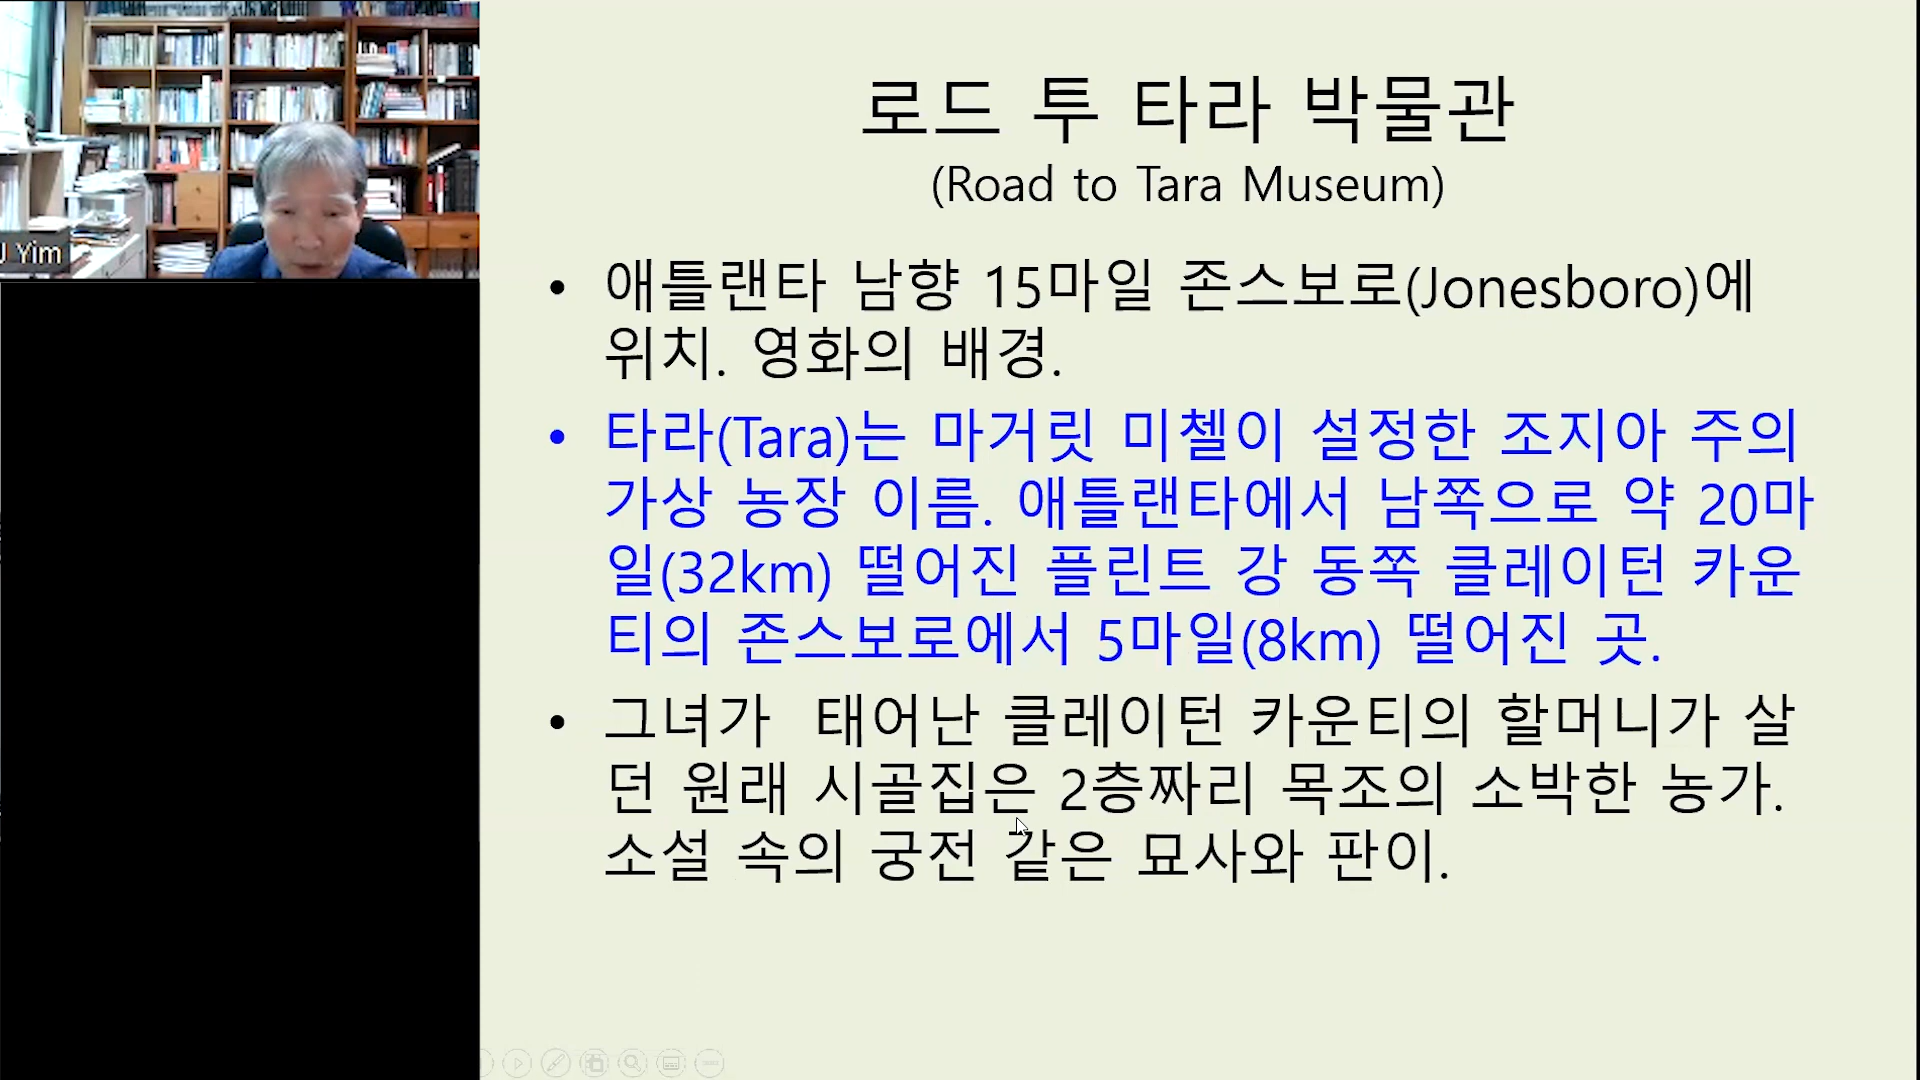 로드 투 타라 박물관
(Road to Tara Museum)
• 애틀랜타 남향 15마일 존스보로(Jonesboro)에
위치. 영화의 배경.
• 타라(Tara)는 마거릿 미첼이 설정한 조지아 주의
가상 농장 이름. 애틀랜타에서 남쪽으로 약 20마
일(32km) 떨어진 플린트 강 동쪽 클레이턴 카운
티의 존스보로에서 5마일(8km) 떨어진 곳.
• 그녀가 태어난 클레이턴 카운티의 할머니가 살
던 원래 시골집은 2층짜리 목조의 소박한 농가.
소설 속의 궁전 같은 묘사와 판이.
J Yim